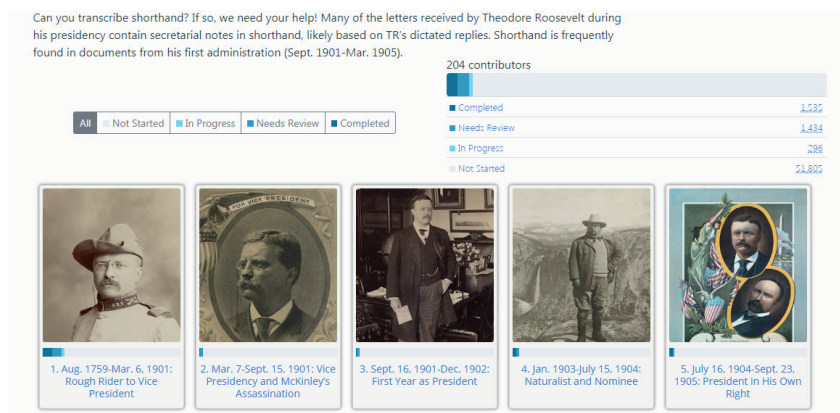 Can you transcribe shorthand? If so, we need your help! Many of the letters received by Theodore Roosevelt during
his presidency contain secretarial notes in shorthand, likely based on TR's dictated replies. Shorthand is frequently
found in documents from his first administration (Sept. 1901-Mar. 1905).
204 contributors
Completed 1,535
Needs Review 1,434
In Progress 296
Not Started 51,805
All Not Started In Progress Needs Review Completed
U.S.V.
FOR VICE PRESIDENT
1. Aug. 1759-Mar. 6, 1901:
Rough Rider to Vice
President
2. Mar. 7-Sept. 15, 1901: Vice
Presidency and McKinley's
Assassination
3. Sept. 16, 1901-Dec. 1902:
First Year as President
4. Jan. 1903-July 15, 1904:
Naturalist and Nominee
5. July 16, 1904-Sept. 23,
1905: President in His Own
Right